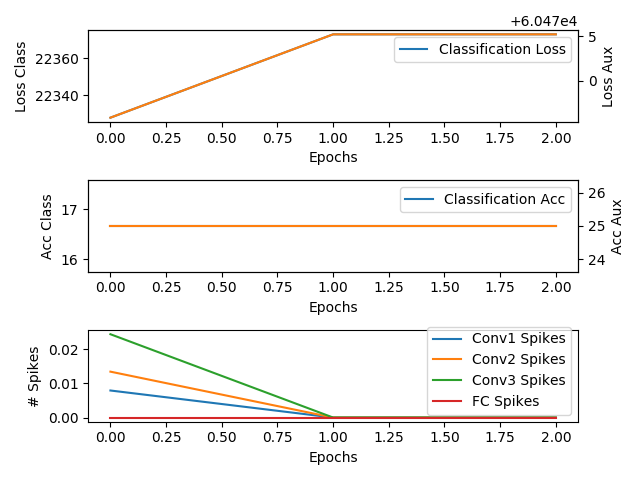 +6.047e4
Loss Class
22360
22340
Classification Loss
5
0
Loss Aux
0.00 0.25 0.50 0.75 1.00 1.25 1.50 1.75 2.00
Epochs
Acc Class
17
16
Classification Acc
26
25
24
Acc Aux
0.00 0.25 0.50 0.75 1.00 1.25 1.50 1.75 2.00
Epochs
# Spikes
0.02
0.01
0.00
Conv1 Spikes
Conv2 Spikes
Conv3 Spikes
FC Spikes
0.00 0.25 0.50 0.75 1.00 1.25 1.50 1.75 2.00
Epochs